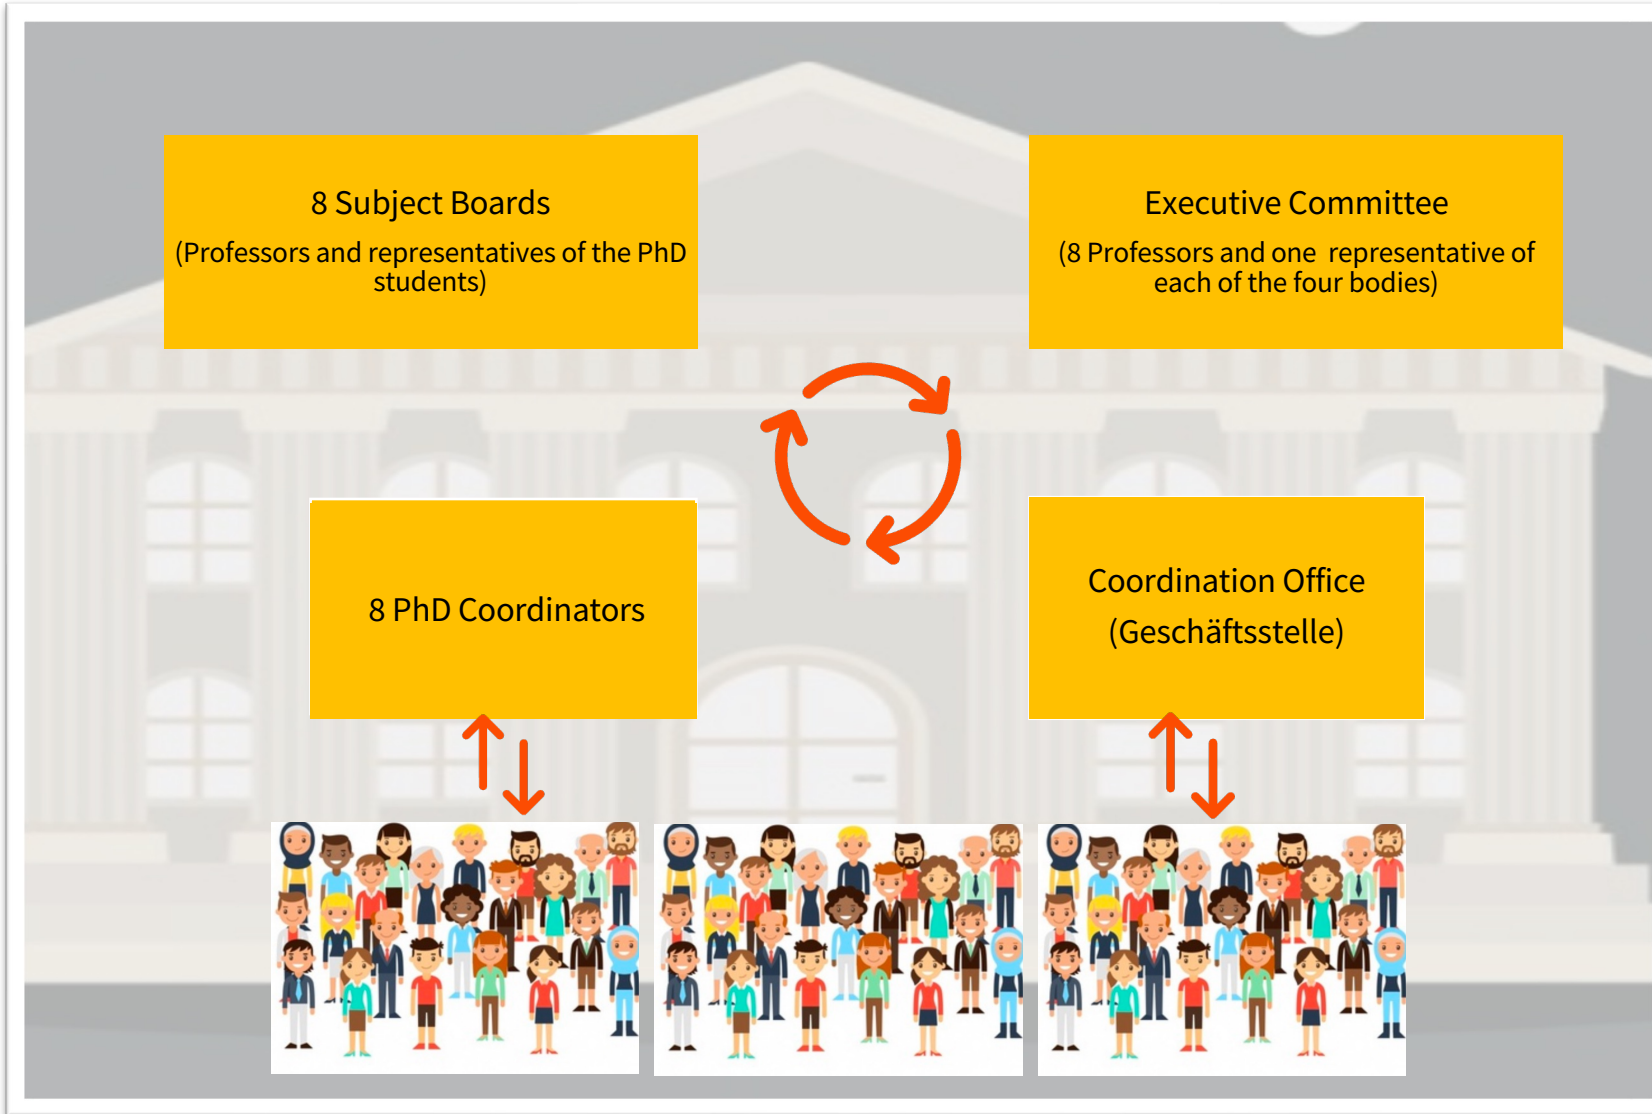 8 Subject Boards
(Professors and representatives of the PhD
students)
Executive Committee
(8 Professors and one  representative of
each of the four bodies)
8 PhD Coordinators
Coordination Office
(Geschäftsstelle)